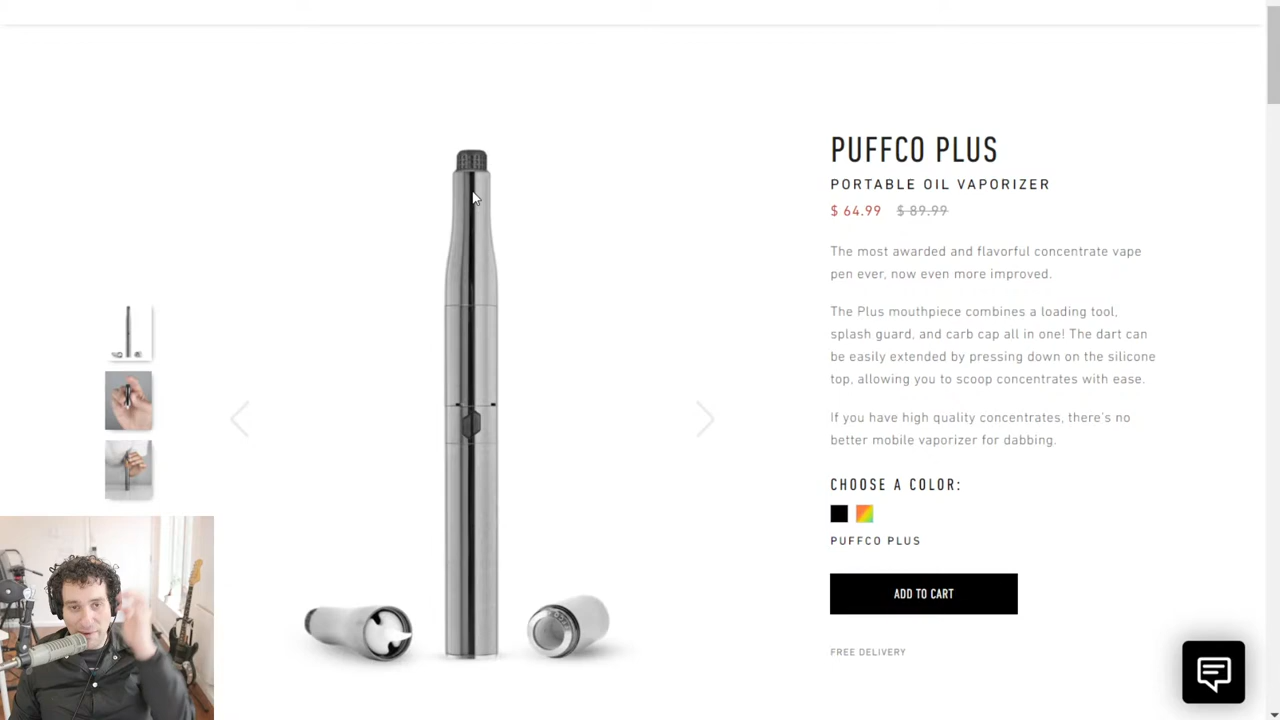 PUFFCO PLUS
PORTABLE OIL VAPORIZER
$ 64.99 $ 89.99
The most awarded and flavorful concentrate vape
pen ever, now even more improved.
The Plus mouthpiece combines a loading tool,
splash guard, and carb cap all in one! The dart can
be easily extended by pressing down on the silicone
top, allowing you to scoop concentrates with ease.
If you have high quality concentrates, there's no
better mobile vaporizer for dabbing.
CHOOSE A COLOR:
PUFFCO PLUS
ADD TO CART
FREE DELIVERY